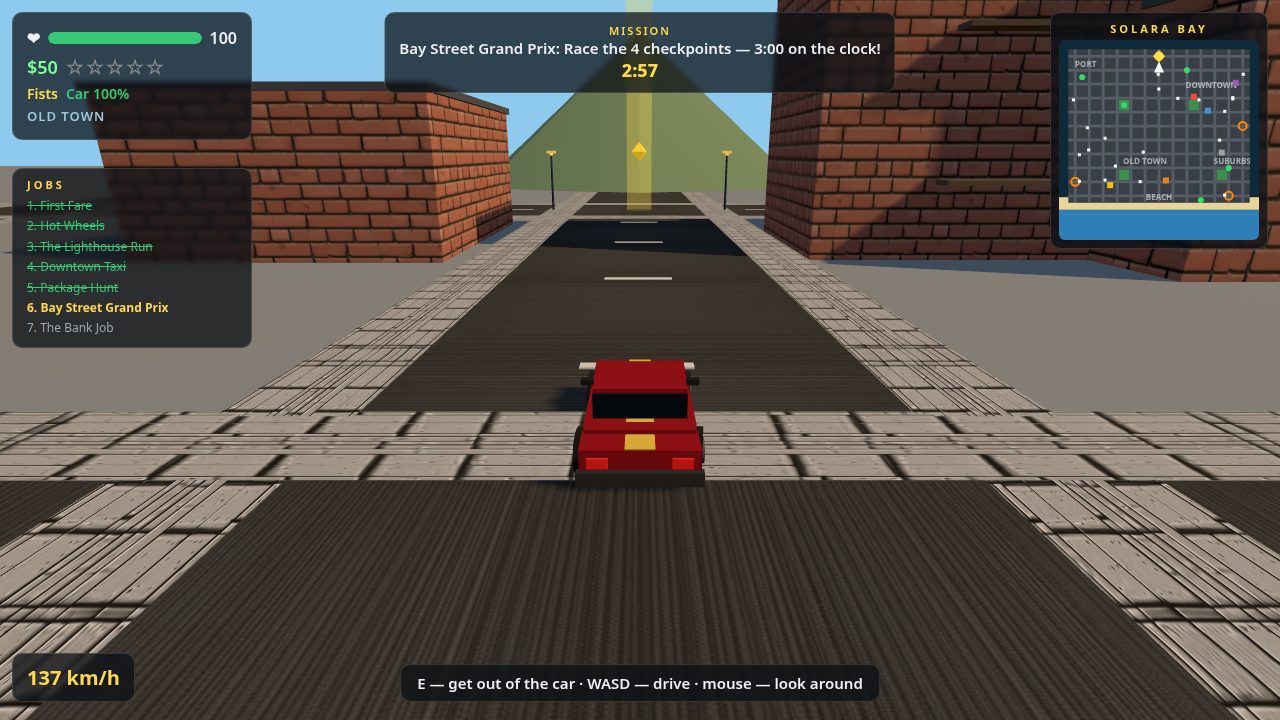 ❤ 100
$50 ☆☆☆☆☆
Fists Car 100%
OLD TOWN
JOBS
1. First Fare
2. Hot Wheels
3. The Lighthouse Run
4. Downtown Taxi
5. Package Hunt
6. Bay Street Grand Prix
7. The Bank Job
MISSION
Bay Street Grand Prix: Race the 4 checkpoints — 3:00 on the clock!
2:57
SOLARA BAY
PORT
DOWNTOWN
OLD TOWN
SUBURBS
BEACH
137 km/h
E — get out of the car · WASD — drive · mouse — look around